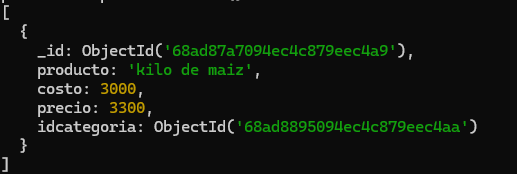 [
  {
    _id: ObjectId('68ad87a7094ec4c879eec4a9'),
    producto: 'kilo de maiz',
    costo: 3000,
    precio: 3300,
    idcategoria: ObjectId('68ad8895094ec4c879eec4aa')
  }
]